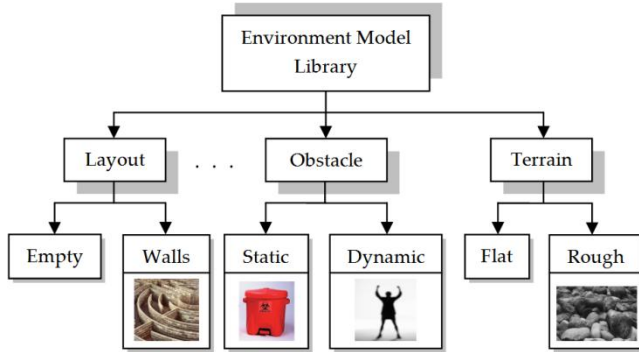 Environment Model
Library
Layout
. . .
Obstacle
Terrain
Empty
Walls
Static
Dynamic
Flat
Rough